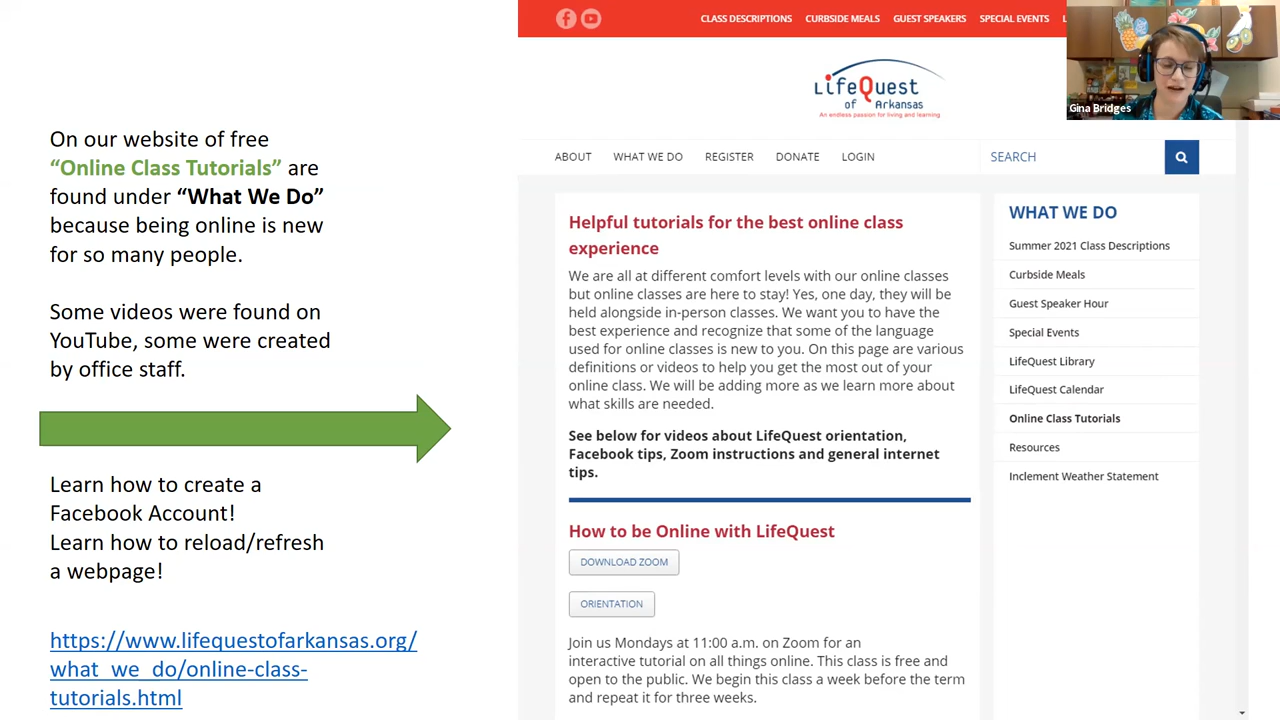 On our website of free
“Online Class Tutorials” are
found under “What We Do”
because being online is new
for so many people.
Some videos were found on
YouTube, some were created
by office staff.
Learn how to create a
Facebook Account!
Learn how to reload/refresh
a webpage!
https://www.lifequestofarkansas.org/
what_we_do/online-class-
tutorials.html
CLASS DESCRIPTIONS CURBSIDE MEALS GUEST SPEAKERS SPECIAL EVENTS
LifeQuest
of Arkansas
An endless passion for living and learning
Gina Bridges
ABOUT WHAT WE DO REGISTER DONATE LOGIN SEARCH
Helpful tutorials for the best online class
experience
We are all at different comfort levels with our online classes
but online classes are here to stay! Yes, one day, they will be
held alongside in-person classes. We want you to have the
best experience and recognize that some of the language
used for online classes is new to you. On this page are various
definitions or videos to help you get the most out of your
online class. We will be adding more as we learn more about
what skills are needed.
See below for videos about LifeQuest orientation,
Facebook tips, Zoom instructions and general internet
tips.
How to be Online with LifeQuest
DOWNLOAD ZOOM
ORIENTATION
Join us Mondays at 11:00 a.m. on Zoom for an
interactive tutorial on all things online. This class is free and
open to the public. We begin this class a week before the term
and repeat it for three weeks.
WHAT WE DO
Summer 2021 Class Descriptions
Curbside Meals
Guest Speaker Hour
Special Events
LifeQuest Library
LifeQuest Calendar
Online Class Tutorials
Resources
Inclement Weather Statement